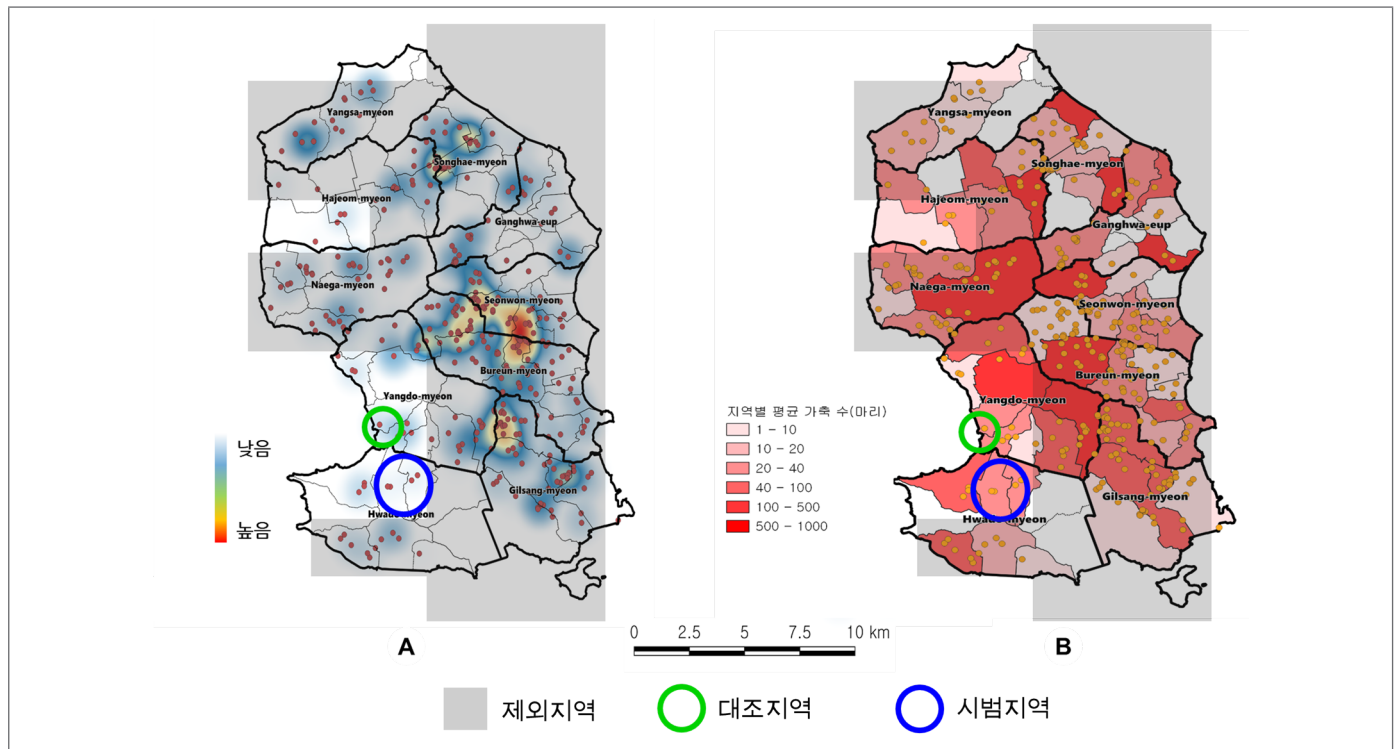 Yangsa-myeon
Songhae-myeon
Hajeom-myeon
Ganghwa-eup
Naega-myeon
Seonwon-myeon
Bureun-myeon
Yangdo-myeon
Gilsang-myeon
낮음
높음
A
Yangsa-myeon
Songhae-myeon
Hajeom-myeon
Ganghwa-eup
Naega-myeon
Seonwon-myeon
Bureun-myeon
Yangdo-myeon
Gilsang-myeon
지역별 평균 가축 수(마리)
1 - 10
10 - 20
20 - 40
40 - 100
100 - 500
500 - 1000
B
0 2.5 5 7.5 10 km
제외지역 대조지역 시범지역